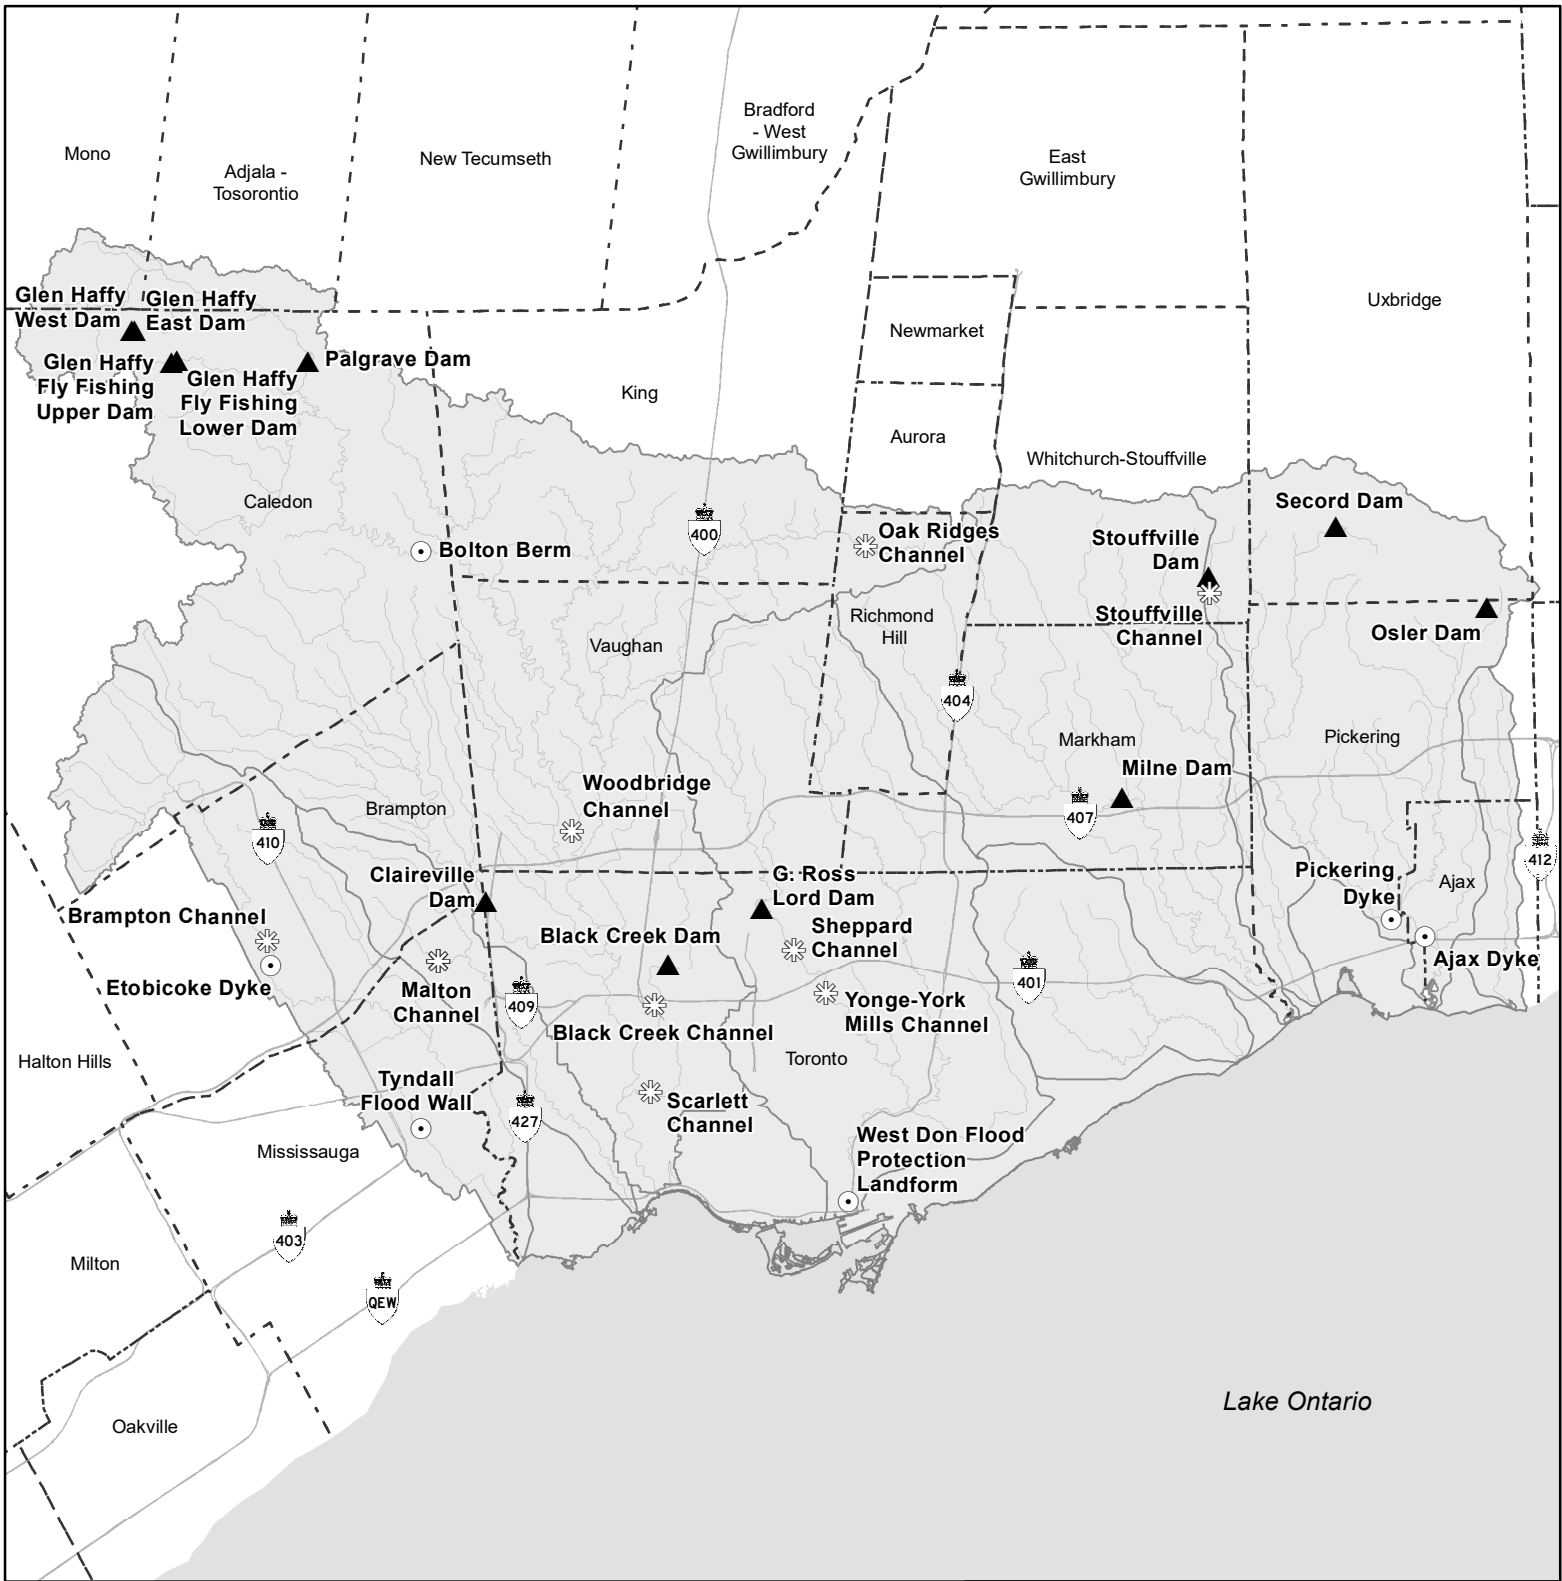 Bradford
- West
Gwillimbury
Mono
New Tecumseth
East
Gwillimbury
Adjala -
Tosorontio
Glen Haffy
West Dam
Glen Haffy
East Dam
Uxbridge
Newmarket
Glen Haffy
Fly Fishing
Upper Dam
Palgrave Dam
Glen Haffy
Fly Fishing
Lower Dam
King
Aurora
Whitchurch-Stouffville
Caledon
Secord Dam
400
Oak Ridges
Channel
Stouffville
Dam
Bolton Berm
Richmond
Hill
Stouffville
Channel
Osler Dam
Vaughan
404
Markham
Pickering
Milne Dam
Woodbridge
Channel
Brampton
407
410
412
Claireville
Dam
G. Ross
Lord Dam
Pickering
Dyke
Ajax
Brampton Channel
Black Creek Dam
Sheppard
Channel
Ajax Dyke
Etobicoke Dyke
Malton
Channel
409
401
Yonge-York
Mills Channel
Black Creek Channel
Halton Hills
Toronto
Tyndall
Flood Wall
Scarlett
Channel
427
West Don Flood
Protection
Landform
Mississauga
403
Milton
QEW
Lake Ontario
Oakville